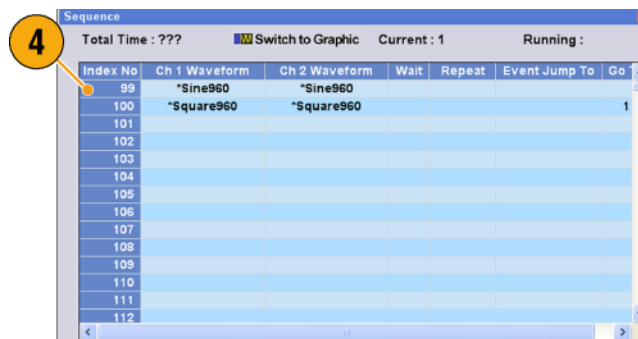 Sequence
4
Total Time : ??? Switch to Graphic Current : 1 Running :
Index No Ch 1 Waveform Ch 2 Waveform Wait Repeat Event Jump To Go
99 *Sine960 *Sine960
100 *Square960 *Square960 1
101
102
103
104
105
106
107
108
109
110
111
112